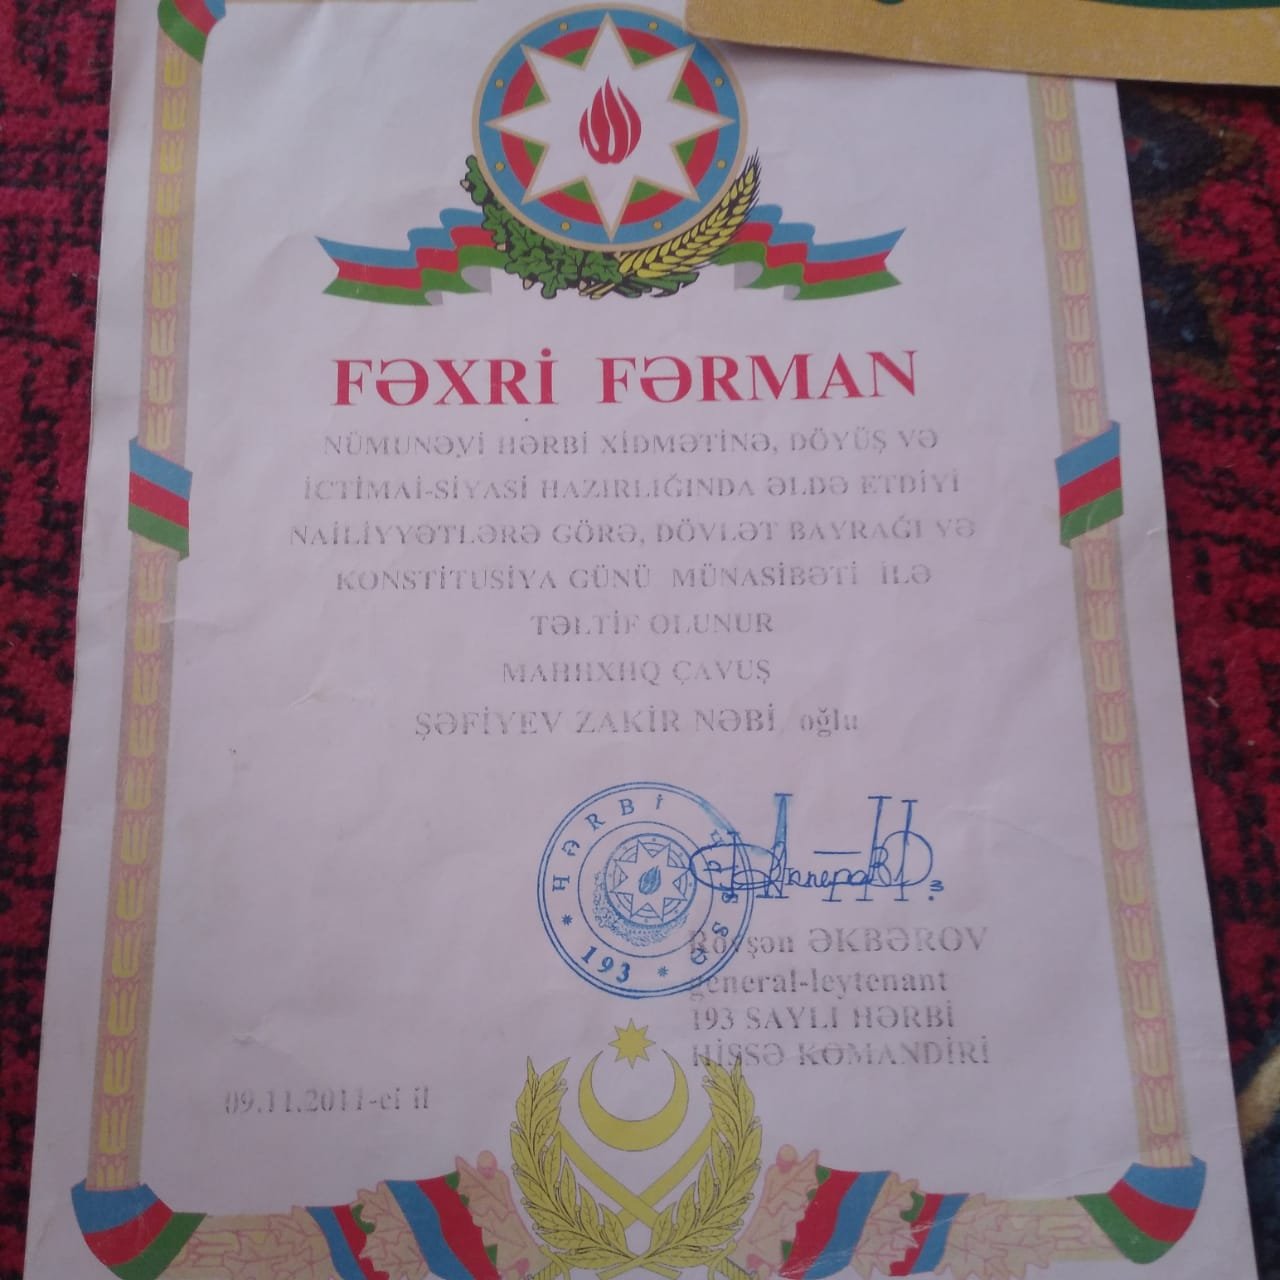 FƏXRİ FƏRMAN
NÜMUNƏVİ HƏRBİ XİDMƏTİNƏ, DÖYÜŞ VƏ
İCTİMAİ-SİYASİ HAZIRLIĞINDA ƏLDƏ ETDİYİ
NAİLİYYƏTLƏRƏ GÖRƏ, DÖVLƏT BAYRAĞI VƏ
KONSTİTUSİYA GÜNÜ MÜNASİBƏTİ İLƏ
TƏLTİF OLUNUR
MAHHXHQ ÇAVUŞ
ŞƏFİYEV ZAKİR NƏBİ oğlu
HƏRBİ HİSSƏ
* 193 *
Rövşən ƏKBƏROV
general-leytenant
193 SAYLI HƏRBİ
HİSSƏ KOMANDİRİ
09.11.2011-ci il